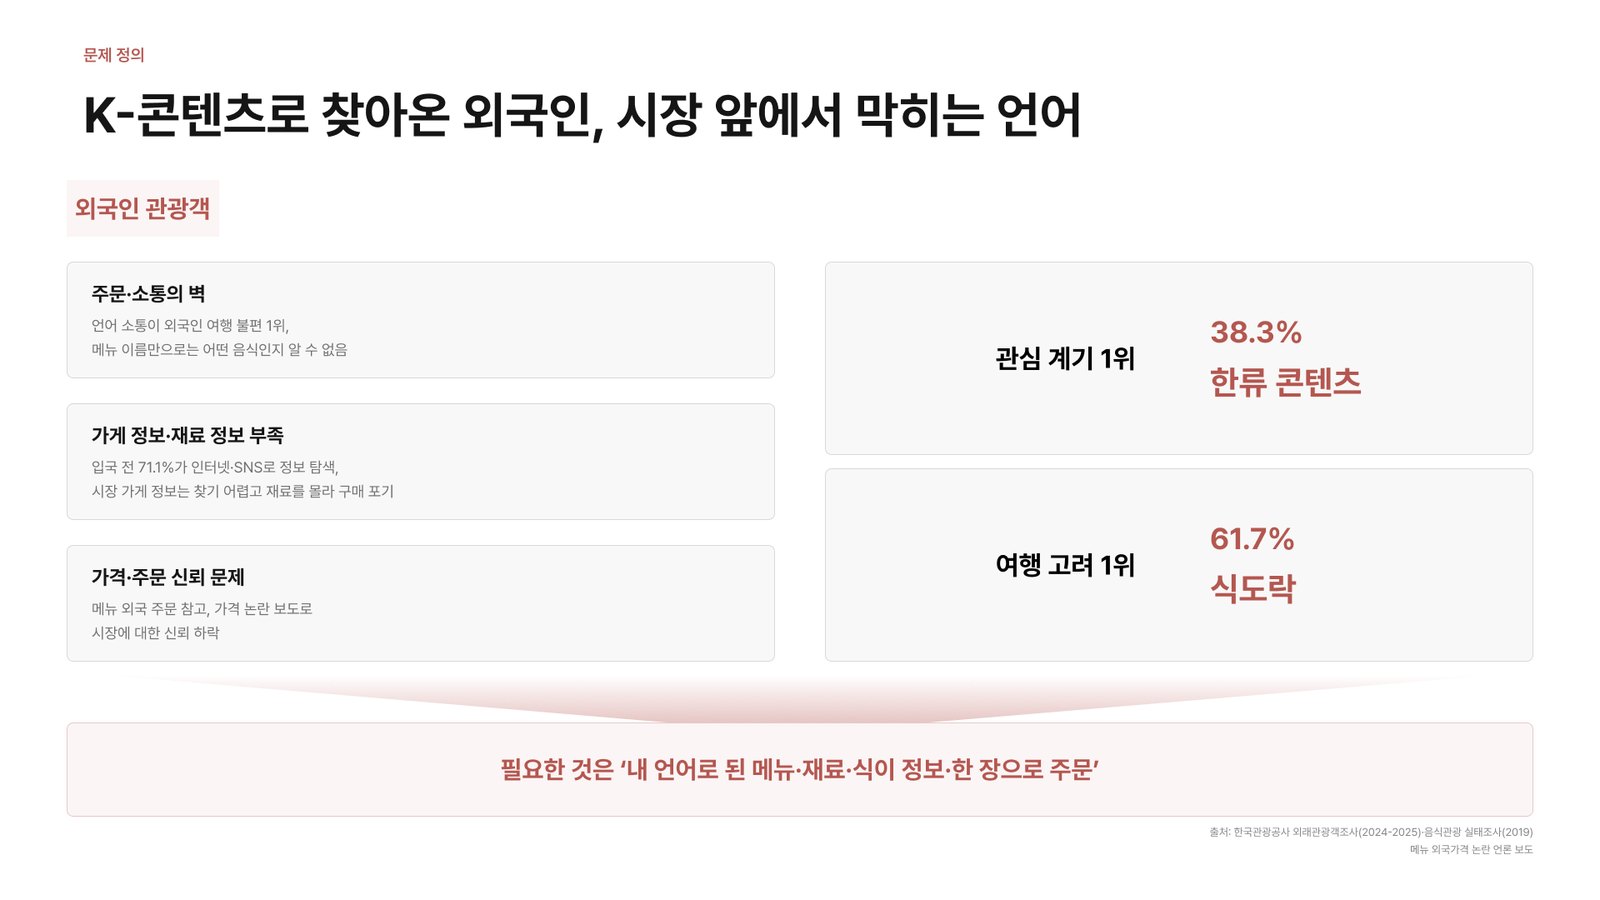 문제 정의
K-콘텐츠로 찾아온 외국인, 시장 앞에서 막히는 언어
외국인 관광객
주문·소통의 벽
언어 소통이 외국인 여행 불편 1위,
메뉴 이름만으로는 어떤 음식인지 알 수 없음
가게 정보·재료 정보 부족
입국 전 71.1%가 인터넷·SNS로 정보 탐색,
시장 가게 정보는 찾기 어렵고 재료를 몰라 구매 포기
가격·주문 신뢰 문제
메뉴 외국 주문 참고, 가격 논란 보도로
시장에 대한 신뢰 하락
관심 계기 1위
38.3%
한류 콘텐츠
여행 고려 1위
61.7%
식도락
필요한 것은 ‘내 언어로 된 메뉴·재료·식이 정보·한 장으로 주문’
출처: 한국관광공사 외래관광객조사(2024-2025)·음식관광 실태조사(2019)
메뉴 외국가격 논란 언론 보도